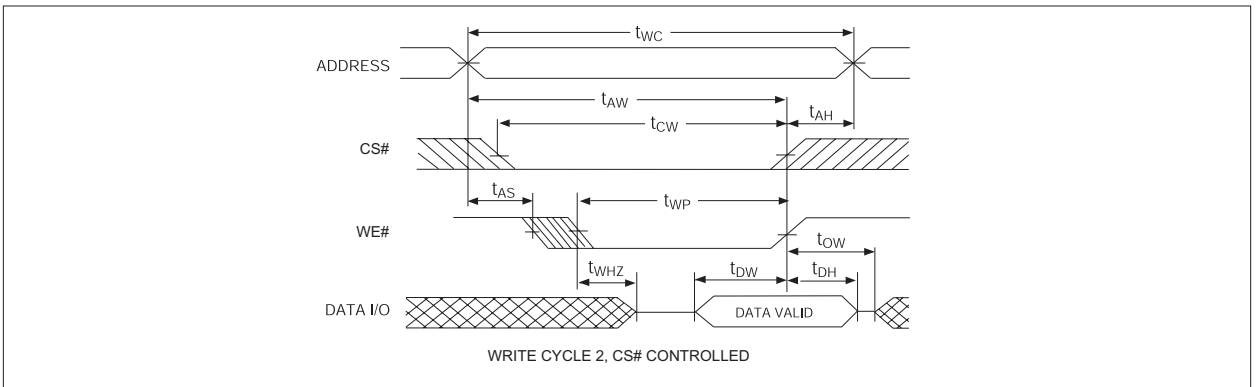 tWC
ADDRESS
tAW
tAH
tCW
CS#
tAS
tWP
WE#
tOW
tWHZ
tDW
tDH
DATA I/O
DATA VALID
WRITE CYCLE 2, CS# CONTROLLED